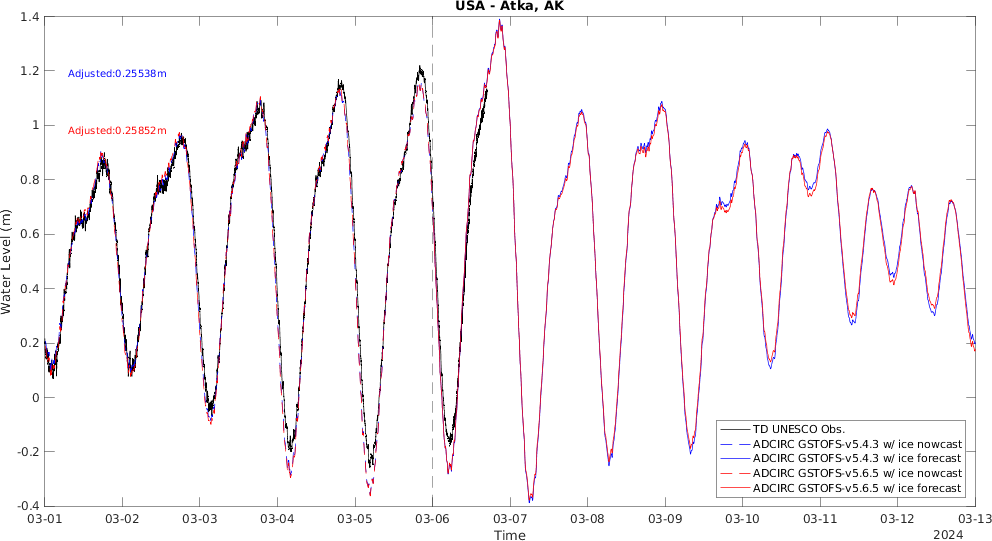 USA - Atka, AK
1.4
1.2
1
0.8
0.6
0.4
0.2
0
-0.2
-0.4
Water Level (m)
Adjusted:0.25538m
Adjusted:0.25852m
TD UNESCO Obs.
ADCIRC GSTOFS-v5.4.3 w/ ice nowcast
ADCIRC GSTOFS-v5.4.3 w/ ice forecast
ADCIRC GSTOFS-v5.6.5 w/ ice nowcast
ADCIRC GSTOFS-v5.6.5 w/ ice forecast
03-01 03-02 03-03 03-04 03-05 03-06 03-07 03-08 03-09 03-10 03-11 03-12 03-13
Time
2024